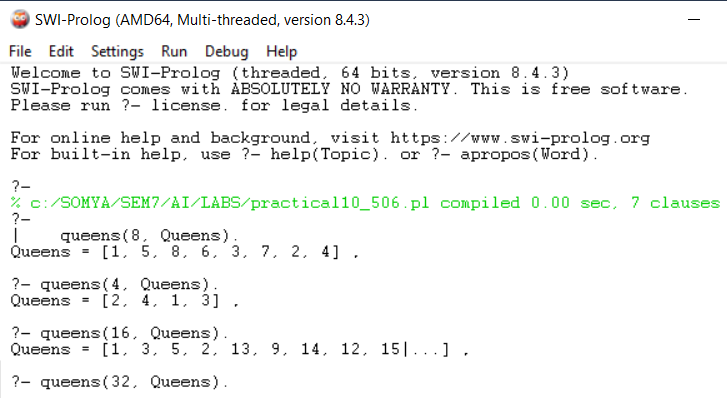 SWI-Prolog (AMD64, Multi-threaded, version 8.4.3)
File Edit Settings Run Debug Help
Welcome to SWI-Prolog (threaded, 64 bits, version 8.4.3)
SWI-Prolog comes with ABSOLUTELY NO WARRANTY. This is free software.
Please run ?- license. for legal details.
For online help and background, visit https://www.swi-prolog.org
For built-in help, use ?- help(Topic). or ?- apropos(Word).
?-
% c:/SOMYA/SEM7/AI/LABS/practical10_506.pl compiled 0.00 sec, 7 clauses
?-
|    queens(8, Queens).
Queens = [1, 5, 8, 6, 3, 7, 2, 4] .
?- queens(4, Queens).
Queens = [2, 4, 1, 3] .
?- queens(16, Queens).
Queens = [1, 3, 5, 2, 13, 9, 14, 12, 15|...] .
?- queens(32, Queens).